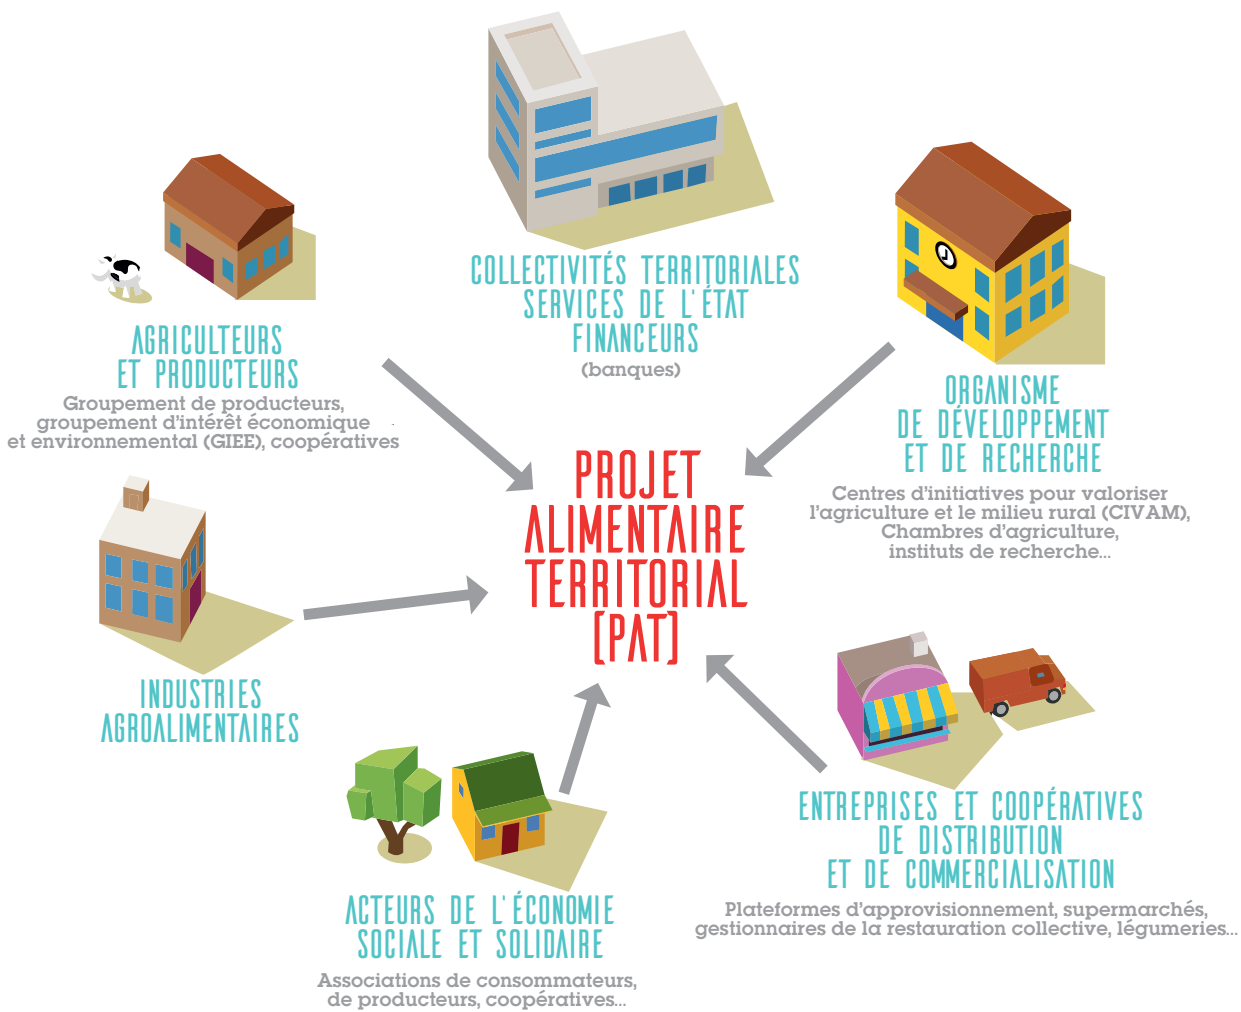 COLLECTIVITÉS TERRITORIALES
SERVICES DE L'ÉTAT
FINANCEURS
(banques)
AGRICULTEURS
ET PRODUCTEURS
Groupement de producteurs,
groupement d'intérêt économique
et environnemental (GIEE), coopératives
ORGANISME
DE DÉVELOPPEMENT
ET DE RECHERCHE
Centres d'initiatives pour valoriser
l'agriculture et le milieu rural (CIVAM),
Chambres d'agriculture,
instituts de recherche...
PROJET
ALIMENTAIRE
TERRITORIAL
(PAT)
INDUSTRIES
AGROALIMENTAIRES
ACTEURS DE L'ÉCONOMIE
SOCIALE ET SOLIDAIRE
Associations de consommateurs,
de producteurs, coopératives...
ENTREPRISES ET COOPÉRATIVES
DE DISTRIBUTION
ET DE COMMERCIALISATION
Plateformes d'approvisionnement, supermarchés,
gestionnaires de la restauration collective, légumeries...